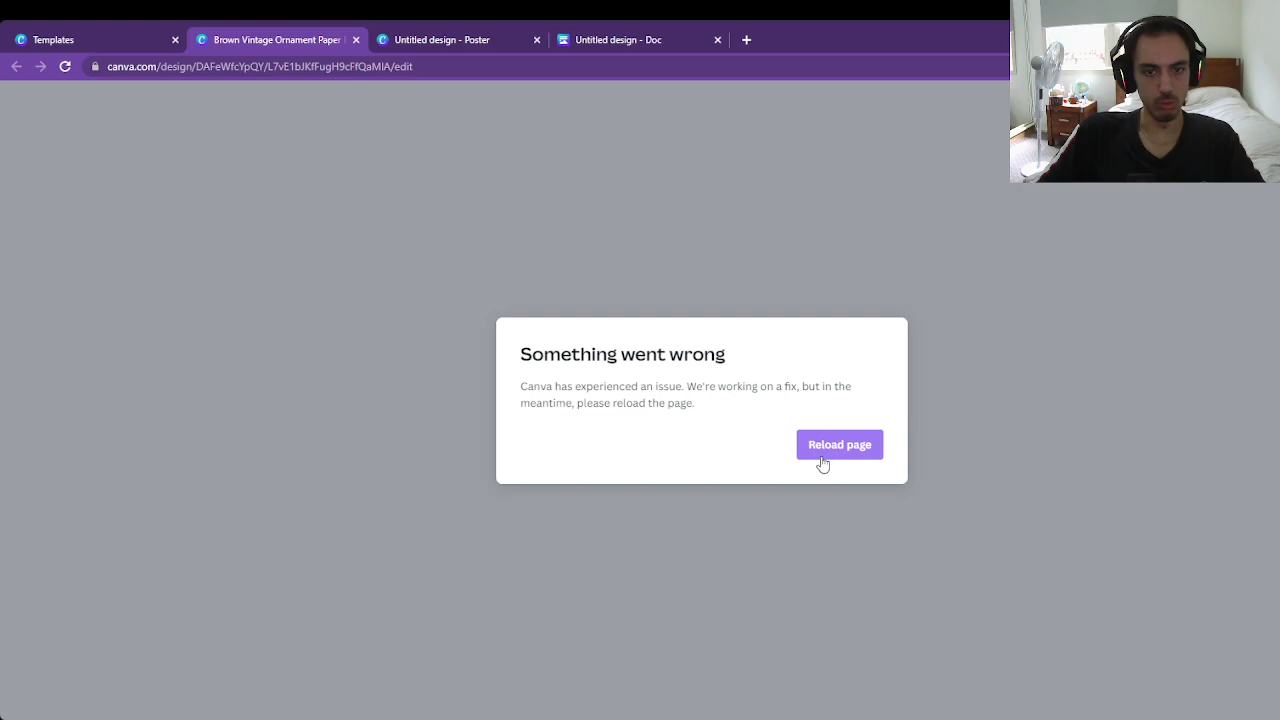 Templates
Brown Vintage Ornament Paper
Untitled design - Poster
Untitled design - Doc
canva.com/design/DAFeWfcYpQY/L7vE1bJKfFugH9cFfQaMIA/edit
Something went wrong
Canva has experienced an issue. We're working on a fix, but in the
meantime, please reload the page.
Reload page